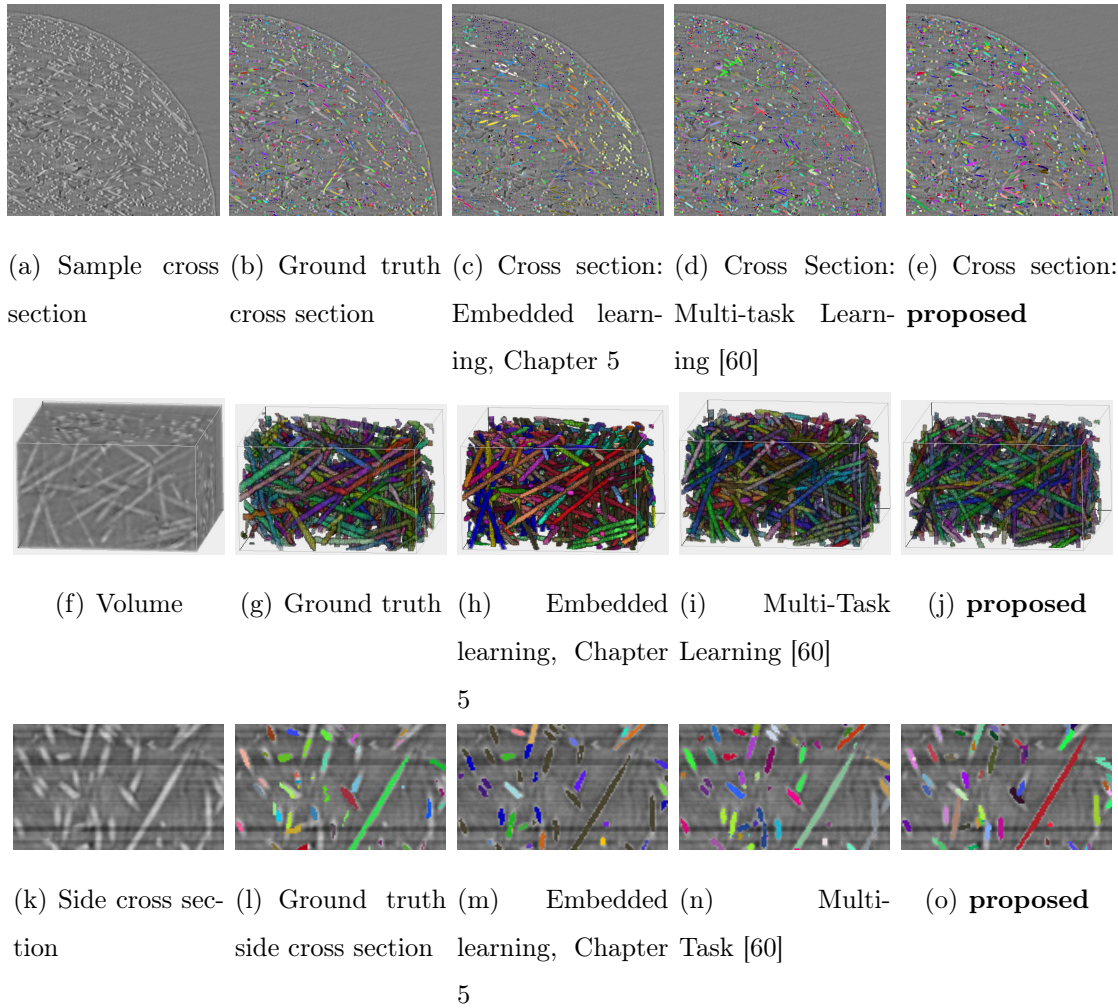 (a) Sample cross section
(b) Ground truth cross section
(c) Cross section: Embedded learn-ing, Chapter 5
(d) Cross Section: Multi-task Learn-ing [60]
(e) Cross section: proposed
(f) Volume
(g) Ground truth
(h) Embedded learning, Chapter 5
(i) Multi-Task Learning [60]
(j) proposed
(k) Side cross sec-tion
(l) Ground truth side cross section
(m) Embedded learning, Chapter 5
(n) Multi-Task [60]
(o) proposed